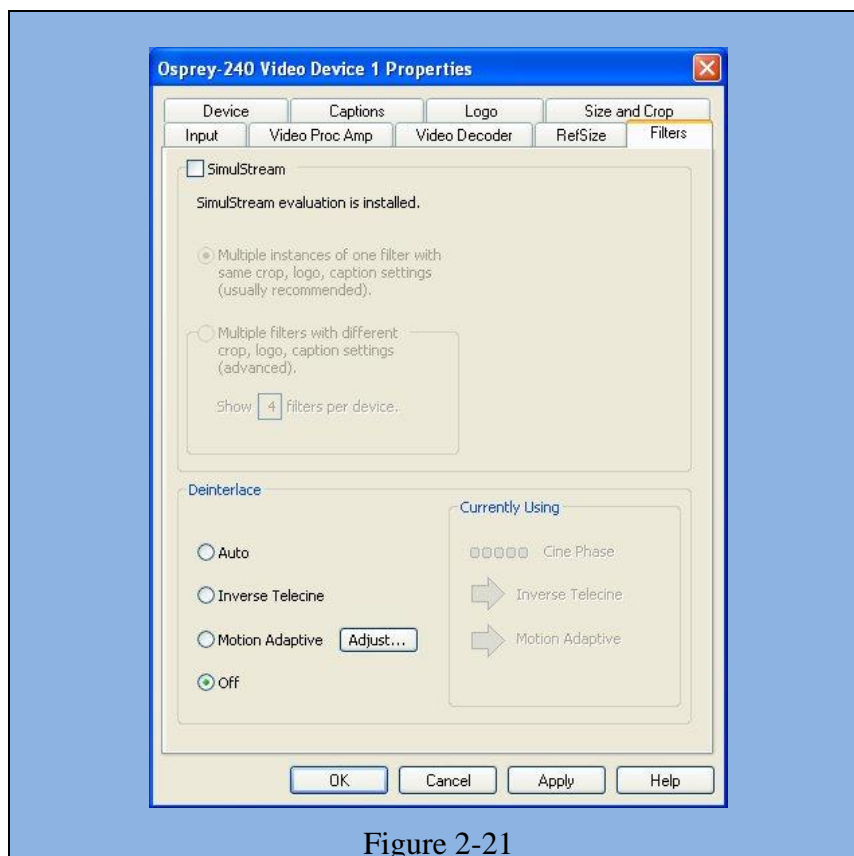 Osprey-240 Video Device 1 Properties
Device Captions Logo Size and Crop
Input Video Proc Amp Video Decoder RefSize Filters
SimulStream
SimulStream evaluation is installed.
Multiple instances of one filter with
same crop, logo, caption settings
(usually recommended).
Multiple filters with different
crop, logo, caption settings
(advanced).
Show 4 filters per device.
Deinterlace
Currently Using
Auto
Cine Phase
Inverse Telecine
Inverse Telecine
Motion Adaptive Adjust...
Motion Adaptive
Off
OK Cancel Apply Help
Figure 2-21